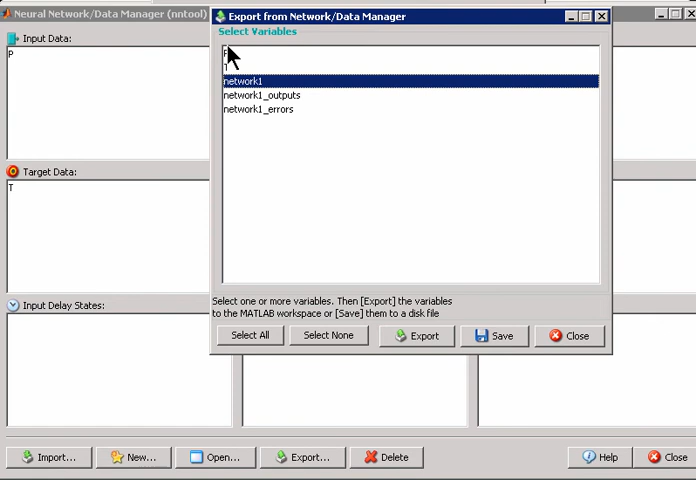 Neural Network/Data Manager (nntool)
Export from Network/Data Manager
Select Variables
Input Data:
P
T
network1
network1_outputs
network1_errors
Target Data:
T
Input Delay States:
Select one or more variables. Then [Export] the variables
to the MATLAB workspace or [Save] them to a disk file
Select All
Select None
Export
Save
Close
Import...
New...
Open...
Export...
Delete
Help
Close